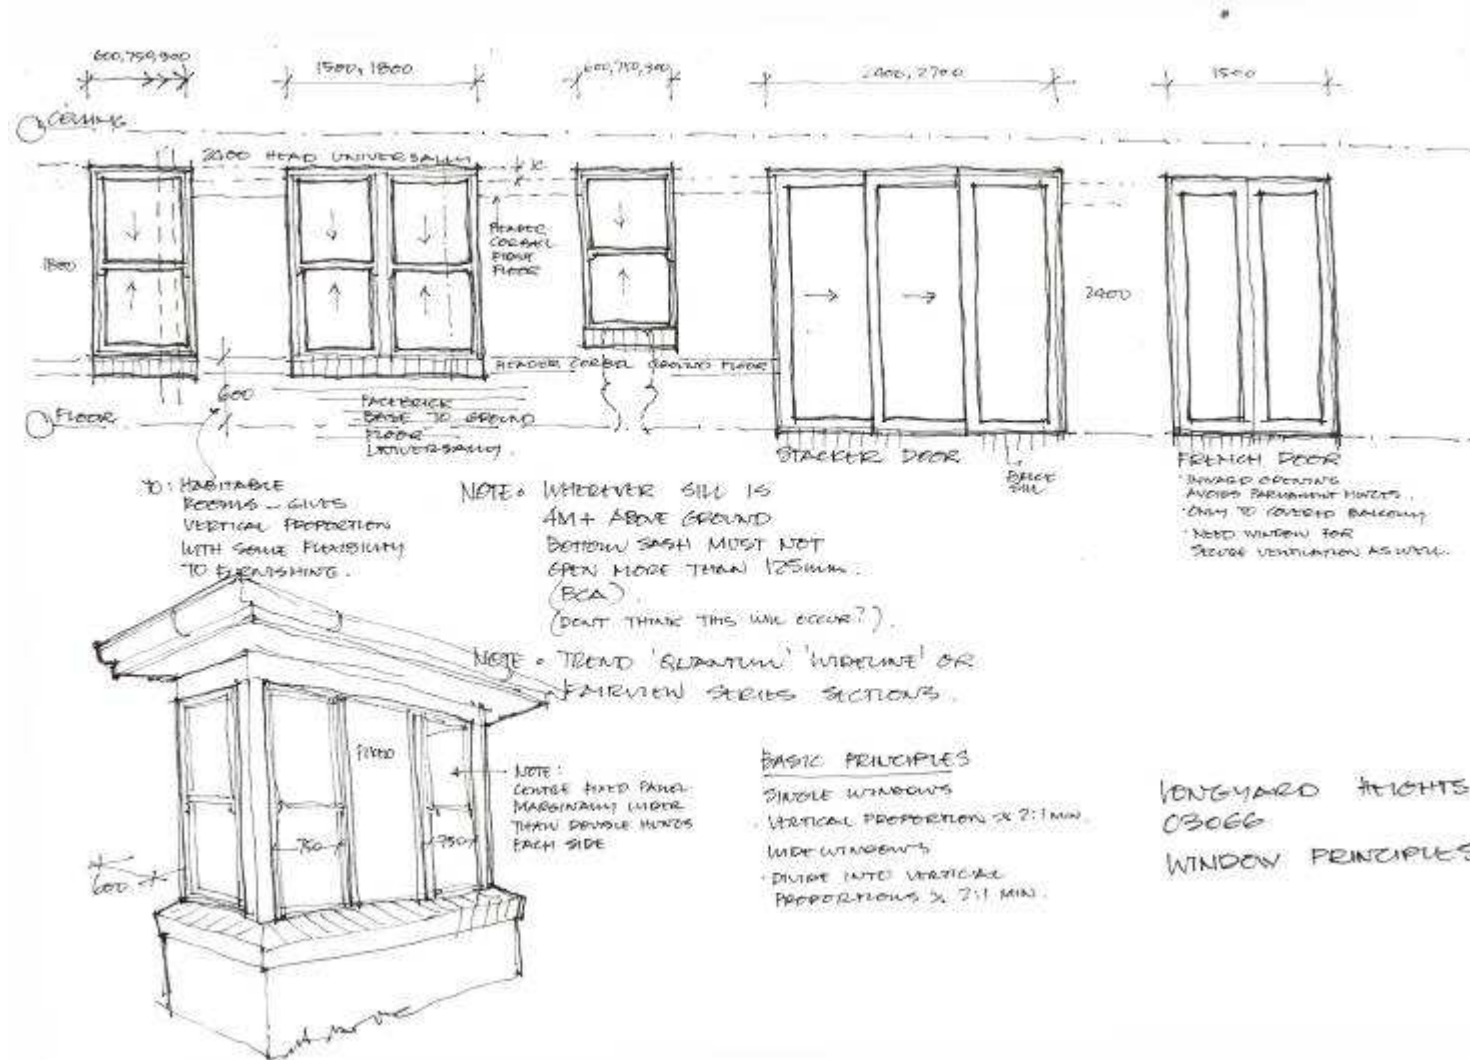 600,750,900
1500, 1800
600,750,900
2400, 2700
1500
CEILING
2400 HEAD UNIVERSALLY
1800
HEADER
CORBEL
FIRST
FLOOR
2400
HEADER CORBEL GROUND FLOOR
600
FLOOR
FACEBRICK
BASE TO GROUND
FLOOR
UNIVERSALLY.
STACKER DOOR
BRICK
SILL
FRENCH DOOR
· INWARD OPENING
AVOIDS PARLIAMENT HINGES.
· ONLY TO COVERED BALCONY
· NEED WINDOW FOR
SECURE VENTILATION AS WELL.
TO: HABITABLE
ROOMS - GIVES
VERTICAL PROPORTION
WITH SOME FLEXIBILITY
TO FURNISHING.
NOTE • WHEREVER SILL IS
4M+ ABOVE GROUND
BOTTOM SASH MUST NOT
OPEN MORE THAN 125mm.
(BCA)
(DONT THINK THIS WILL OCCUR?).
NOTE • TREND 'QUANTUM' 'WIDELINE' OR
FAIRVIEW SERIES SECTIONS.
FIXED
750
750
600
NOTE:
CENTRE FIXED PANEL
MARGINALLY WIDER
THAN DOUBLE HUNGS
EACH SIDE
BASIC PRINCIPLES
SINGLE WINDOWS
· VERTICAL PROPORTION 2:1 MIN.
WIDE WINDOWS
· DIVIDE INTO VERTICAL
PROPORTIONS 2:1 MIN.
HEIGHTS
03066
WINDOW PRINCIPLES